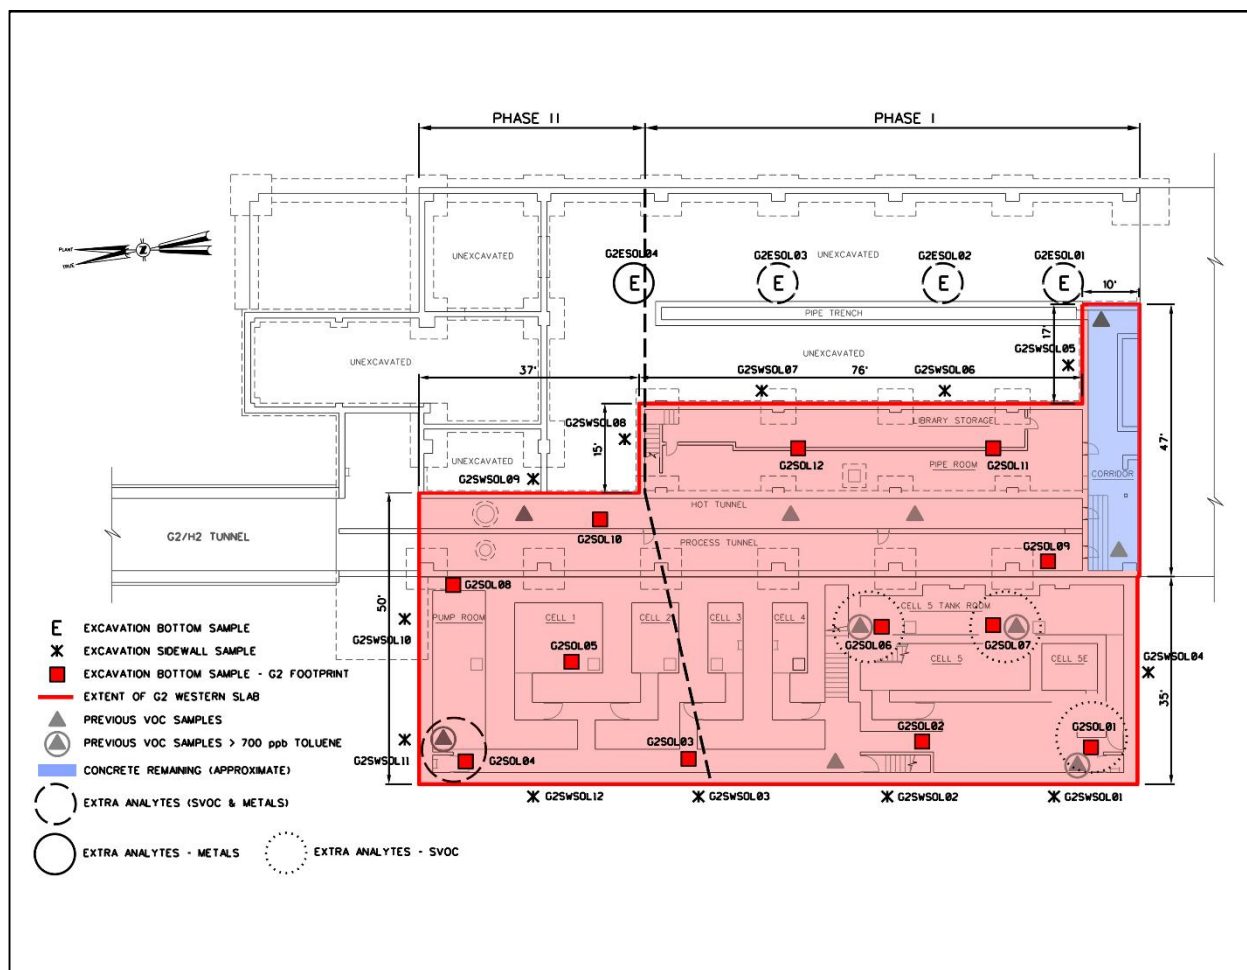 PHASE II
PHASE I
PLANT
TRUE
Z
UNEXCAVATED
G2ESOL04
G2ESOL03
UNEXCAVATED
G2ESOL02
G2ESOL01
E
E
E
E
10'
PIPE TRENCH
17'
UNEXCAVATED
G2SWSOL05
UNEXCAVATED
37'
G2SWSOL07
76'
G2SWSOL06
G2SWSOL08
15'
LIBRARY STORAGE
47'
UNEXCAVATED
G2SWSOL09
G2SOL12
G2SOL11
PIPE ROOM
CORRIDOR
HOT TUNNEL
G2/H2 TUNNEL
G2SOL10
PROCESS TUNNEL
G2SOL09
G2SOL08
50'
PUMP ROOM
CELL 1
CELL 2
CELL 3
CELL 4
CELL 5 TANK ROOM
G2SWSOL10
G2SOL05
G2SOL06
G2SOL07
CELL 5
CELL 5E
G2SWSOL04
35'
G2SOL02
G2SOL01
G2SOL03
G2SWSOL11
G2SOL04
G2SWSOL12
G2SWSOL03
G2SWSOL02
G2SWSOL01
E EXCAVATION BOTTOM SAMPLE
EXCAVATION SIDEWALL SAMPLE
EXCAVATION BOTTOM SAMPLE - G2 FOOTPRINT
EXTENT OF G2 WESTERN SLAB
PREVIOUS VOC SAMPLES
PREVIOUS VOC SAMPLES > 700 ppb TOLUENE
CONCRETE REMAINING (APPROXIMATE)
EXTRA ANALYTES (SVOC & METALS)
EXTRA ANALYTES - METALS
EXTRA ANALYTES - SVOC